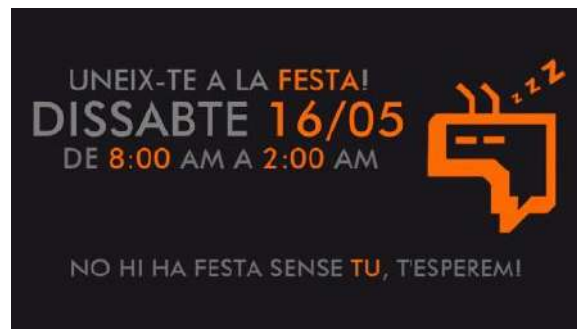 UNEIX-TE A LA FESTA!
DISSABTE 16/05
DE 8:00 AM A 2:00 AM
zzZ
NO HI HA FESTA SENSE TU, T'ESPEREM!